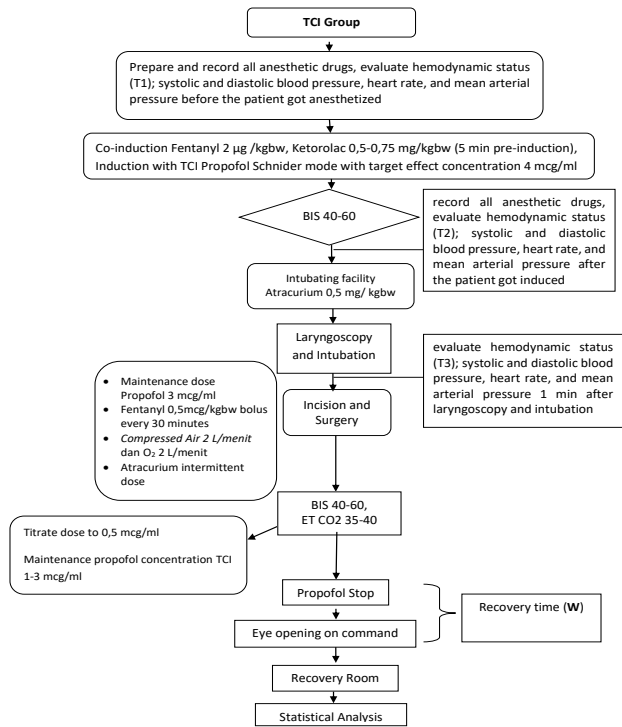 TCI Group
Prepare and record all anesthetic drugs, evaluate hemodynamic status
(T1); systolic and diastolic blood pressure, heart rate, and mean arterial
pressure before the patient got anesthetized
Co-induction Fentanyl 2 µg /kgbw, Ketorolac 0,5-0,75 mg/kgbw (5 min pre-induction),
Induction with TCI Propofol Schnider mode with target effect concentration 4 mcg/ml
BIS 40-60
record all anesthetic drugs,
evaluate hemodynamic status
(T2); systolic and diastolic
blood pressure, heart rate, and
mean arterial pressure after
the patient got induced
Intubating facility
Atracurium 0,5 mg/ kgbw
Laryngoscopy
and Intubation
evaluate hemodynamic status
(T3); systolic and diastolic blood
pressure, heart rate, and mean
arterial pressure 1 min after
laryngoscopy and intubation
• Maintenance dose
Propofol 3 mcg/ml
• Fentanyl 0,5mcg/kgbw bolus
every 30 minutes
• Compressed Air 2 L/menit
dan O₂ 2 L/menit
• Atracurium intermittent
dose
Incision and
Surgery
BIS 40-60,
ET CO2 35-40
Titrate dose to 0,5 mcg/ml
Maintenance propofol concentration TCI
1-3 mcg/ml
Propofol Stop
Eye opening on command
Recovery time (W)
Recovery Room
Statistical Analysis